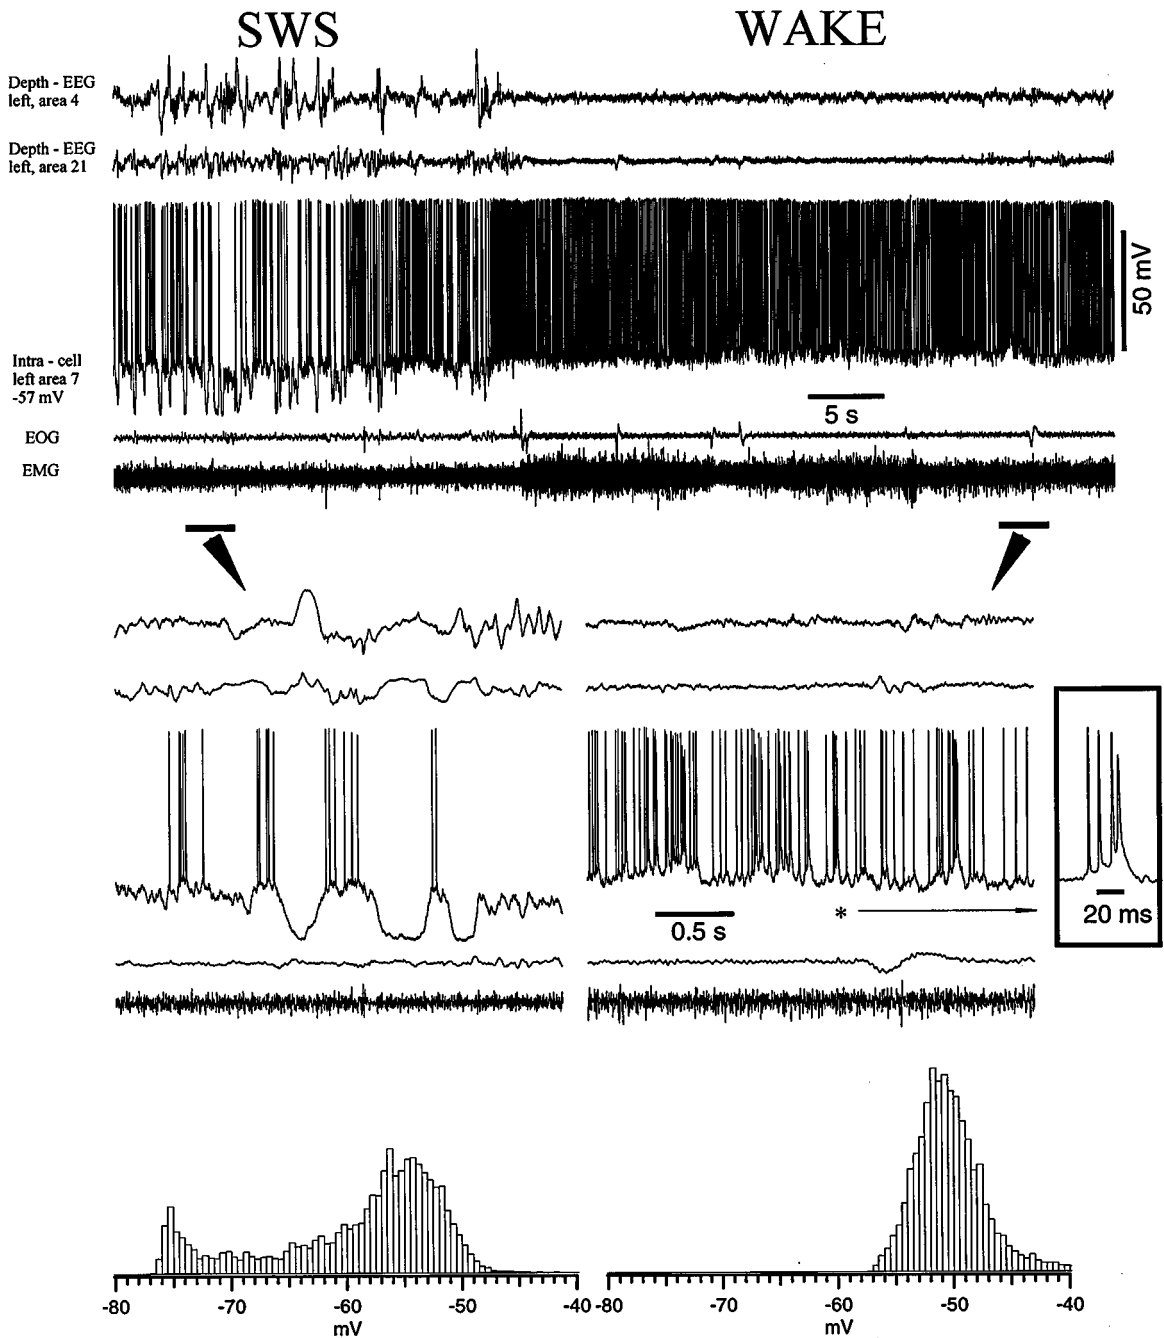 SWS WAKE
Depth - EEG
left, area 4
Depth - EEG
left, area 21
50 mV
Intra - cell
left area 7
-57 mV
5 s
EOG
EMG
0.5 s
*
20 ms
-80 -70 -60 -50 -40 -80 -70 -60 -50 -40
mV mV